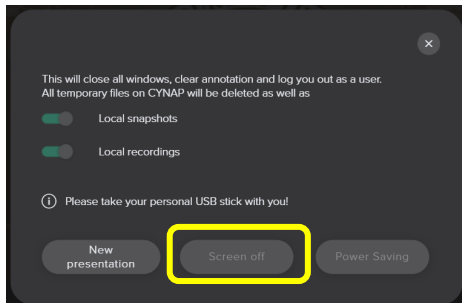 This will close all windows, clear annotation and log you out as a user.
All temporary files on CYNAP will be deleted as well as
Local snapshots
Local recordings
Please take your personal USB stick with you!
New
presentation
Screen off
Power Saving